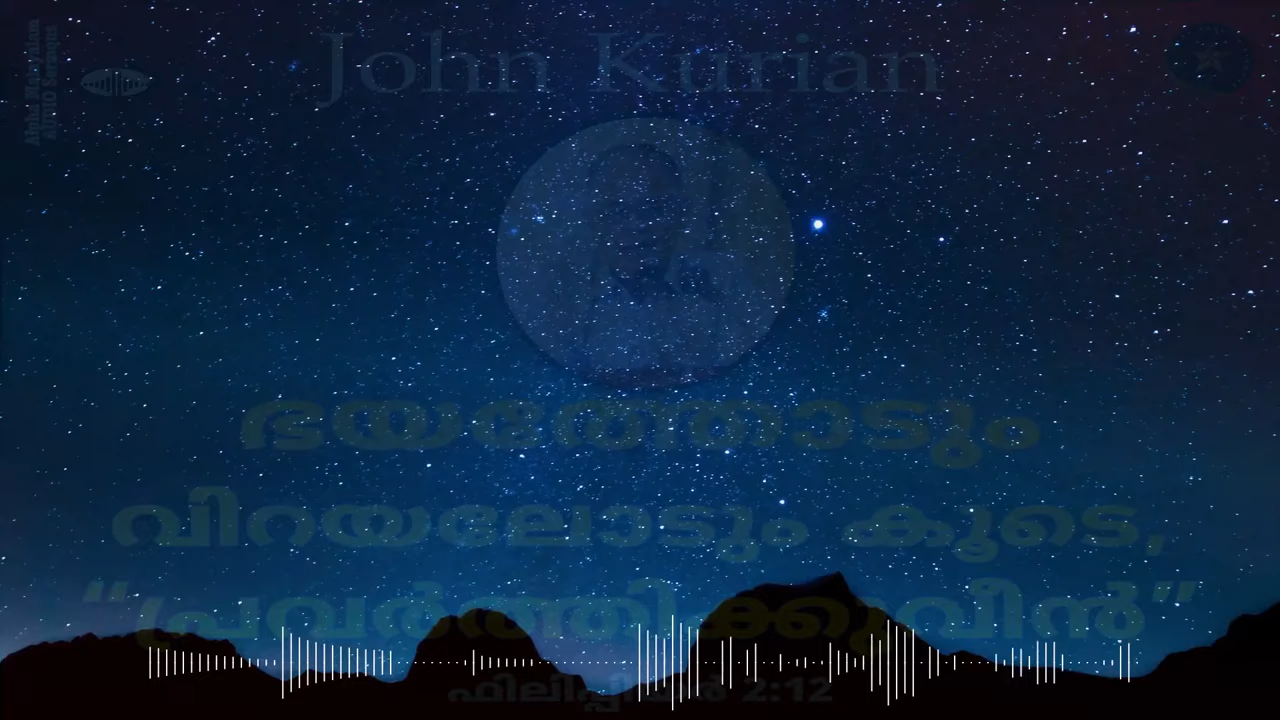 John Kurian
ഭയത്തോടും
വിറയലോടും കൂടെ,
“പ്രവർത്തിക്കുവീൻ”
ഫിലിപ്പിയർ 2:12